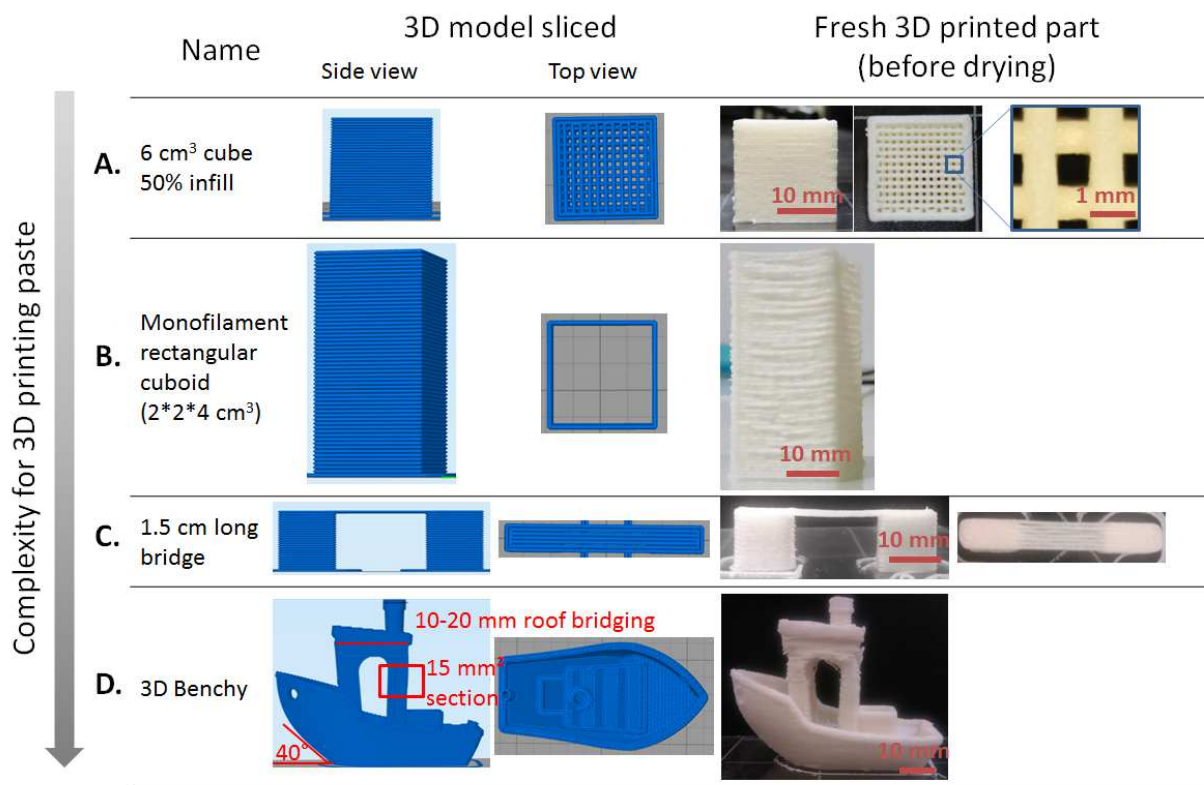 3D model sliced
Fresh 3D printed part
(before drying)
Name
Side view
Top view
Complexity for 3D printing paste
A.
6 cm³ cube
50% infill
10 mm
1 mm
B.
Monofilament
rectangular
cuboid
(2*2*4 cm³)
10 mm
C.
1.5 cm long
bridge
10 mm
D.
3D Benchy
10-20 mm roof bridging
15 mm²
section
40°
10 mm